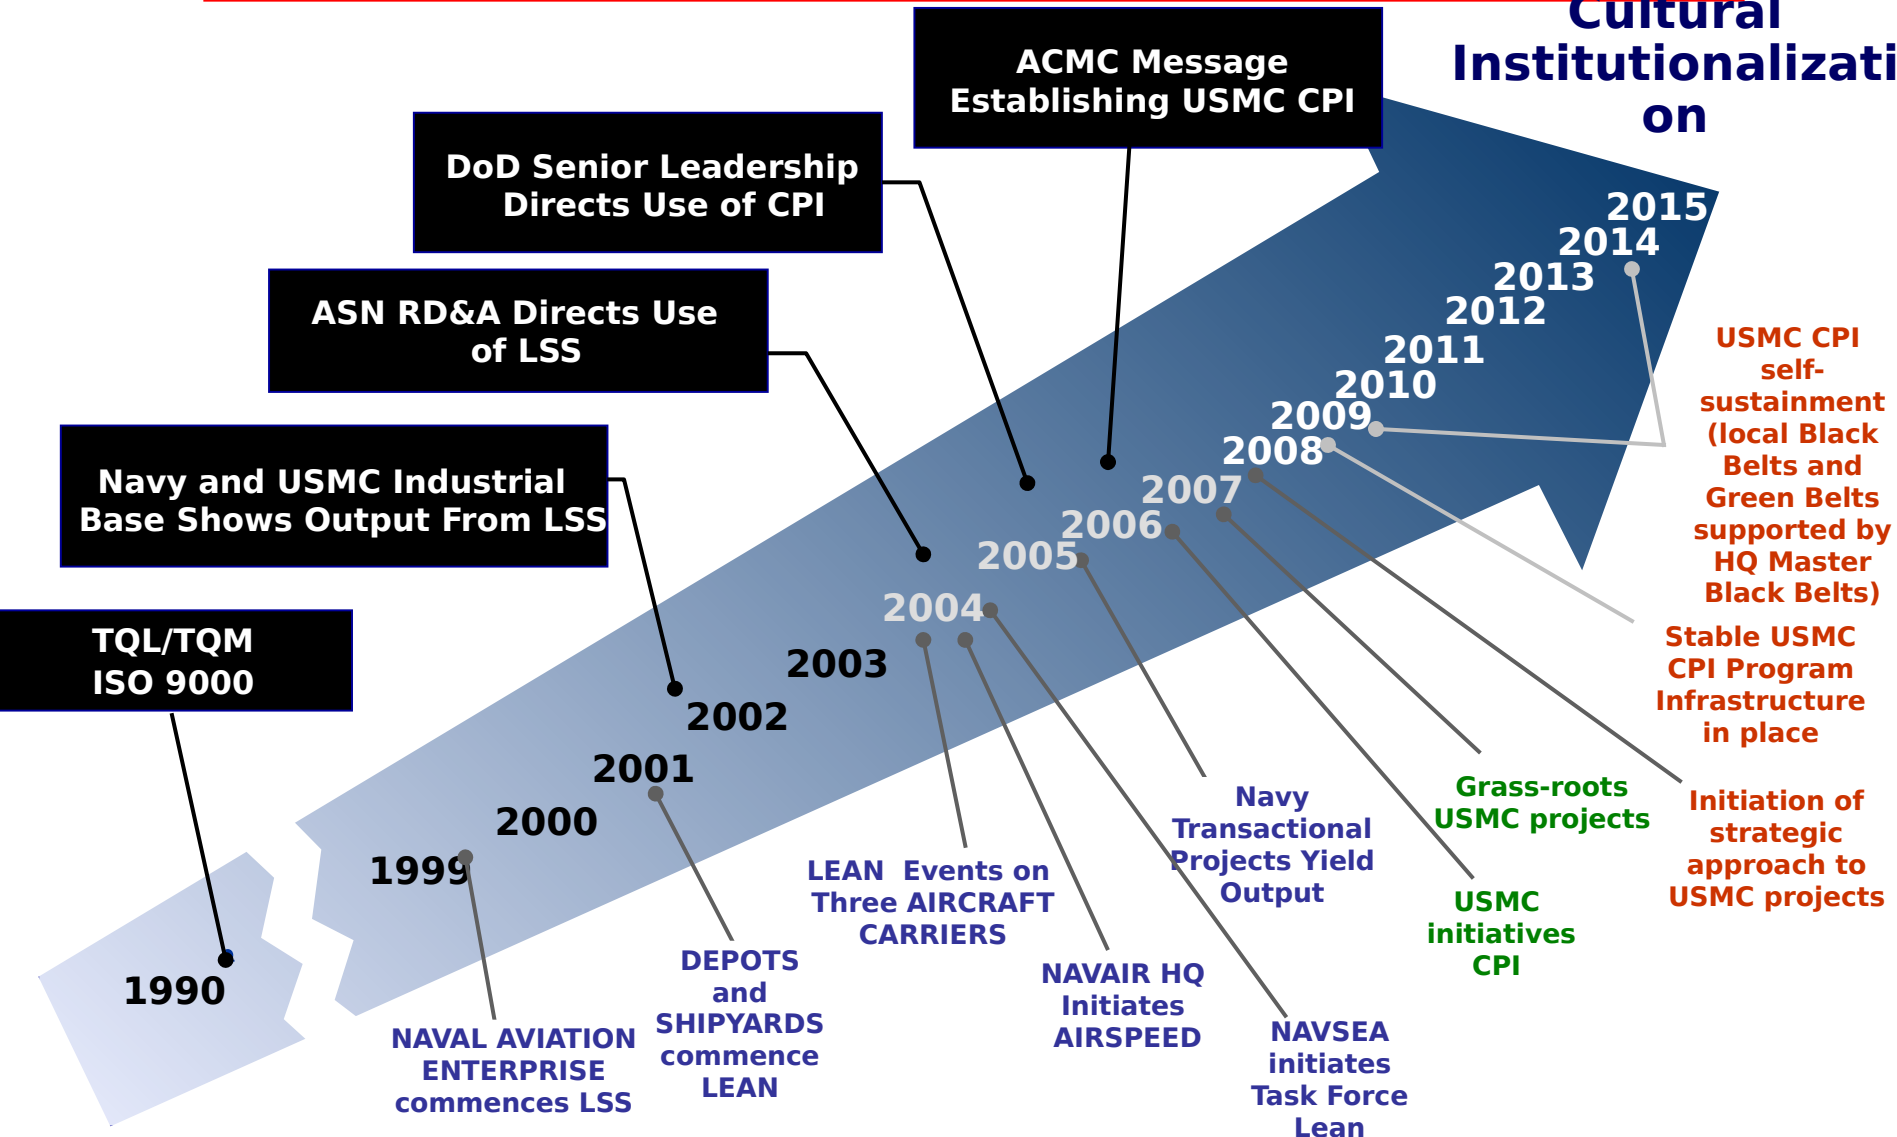 Cultural
Institutionalizati
on
ACMC Message
Establishing USMC CPI
DoD Senior Leadership
Directs Use of CPI
ASN RD&A Directs Use
of LSS
Navy and USMC Industrial
Base Shows Output From LSS
TQL/TQM
ISO 9000
2015
2014
2013
2012
2011
2010
2009
2008
2007
2006
2005
2004
2003
2002
2001
2000
1999
1990
USMC CPI
self-
sustainment
(local Black
Belts and
Green Belts
supported by
HQ Master
Black Belts)
Stable USMC
CPI Program
Infrastructure
in place
Initiation of
strategic
approach to
USMC projects
Grass-roots
USMC projects
USMC
initiatives
CPI
Navy
Transactional
Projects Yield
Output
LEAN  Events on
Three AIRCRAFT
CARRIERS
NAVAIR HQ
Initiates
AIRSPEED
NAVSEA
initiates
Task Force
Lean
DEPOTS
and
SHIPYARDS
commence
LEAN
NAVAL AVIATION
ENTERPRISE
commences LSS